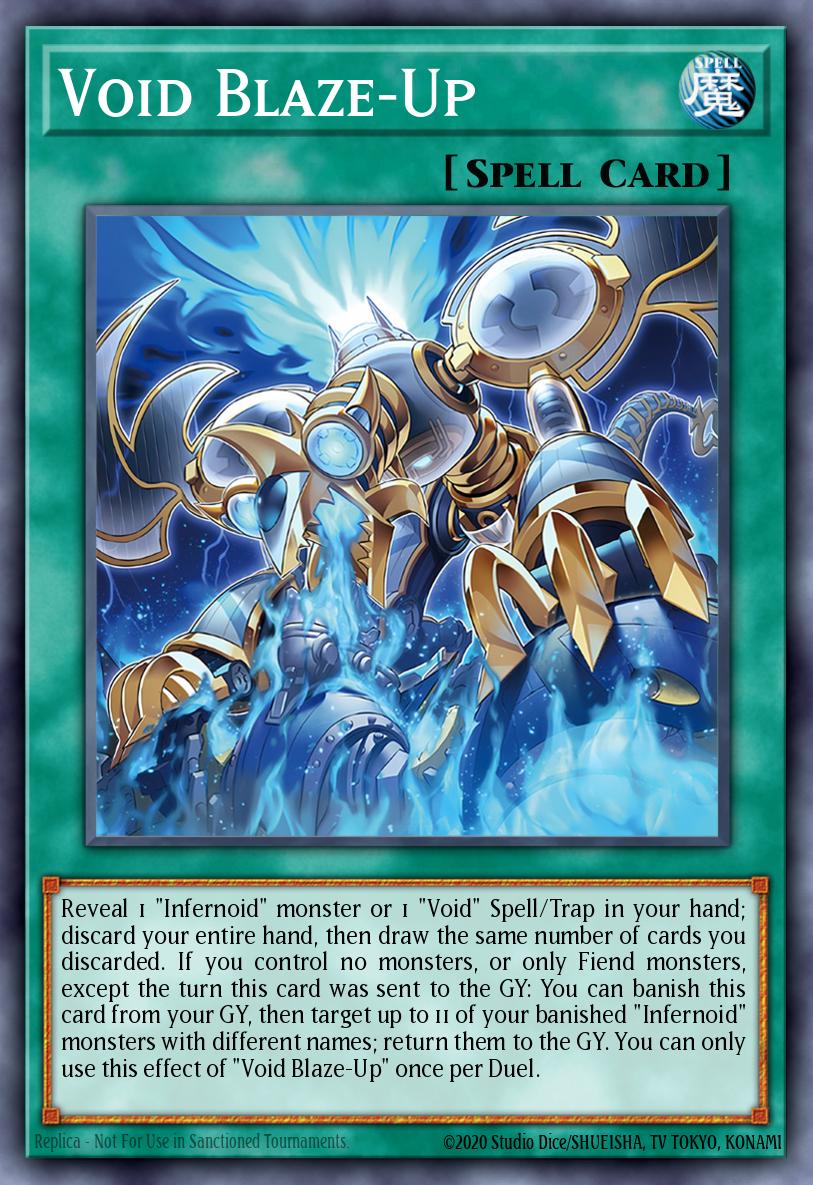 Void Blaze-Up
SPELL
魔
[ Spell Card ]
Reveal 1 "Infernoid" monster or 1 "Void" Spell/Trap in your hand;
discard your entire hand, then draw the same number of cards you
discarded. If you control no monsters, or only Fiend monsters,
except the turn this card was sent to the GY: You can banish this
card from your GY, then target up to 11 of your banished "Infernoid"
monsters with different names; return them to the GY. You can only
use this effect of "Void Blaze-Up" once per Duel.
Replica - Not For Use in Sanctioned Tournaments.
©2020 Studio Dice/SHUEISHA, TV TOKYO, KONAMI